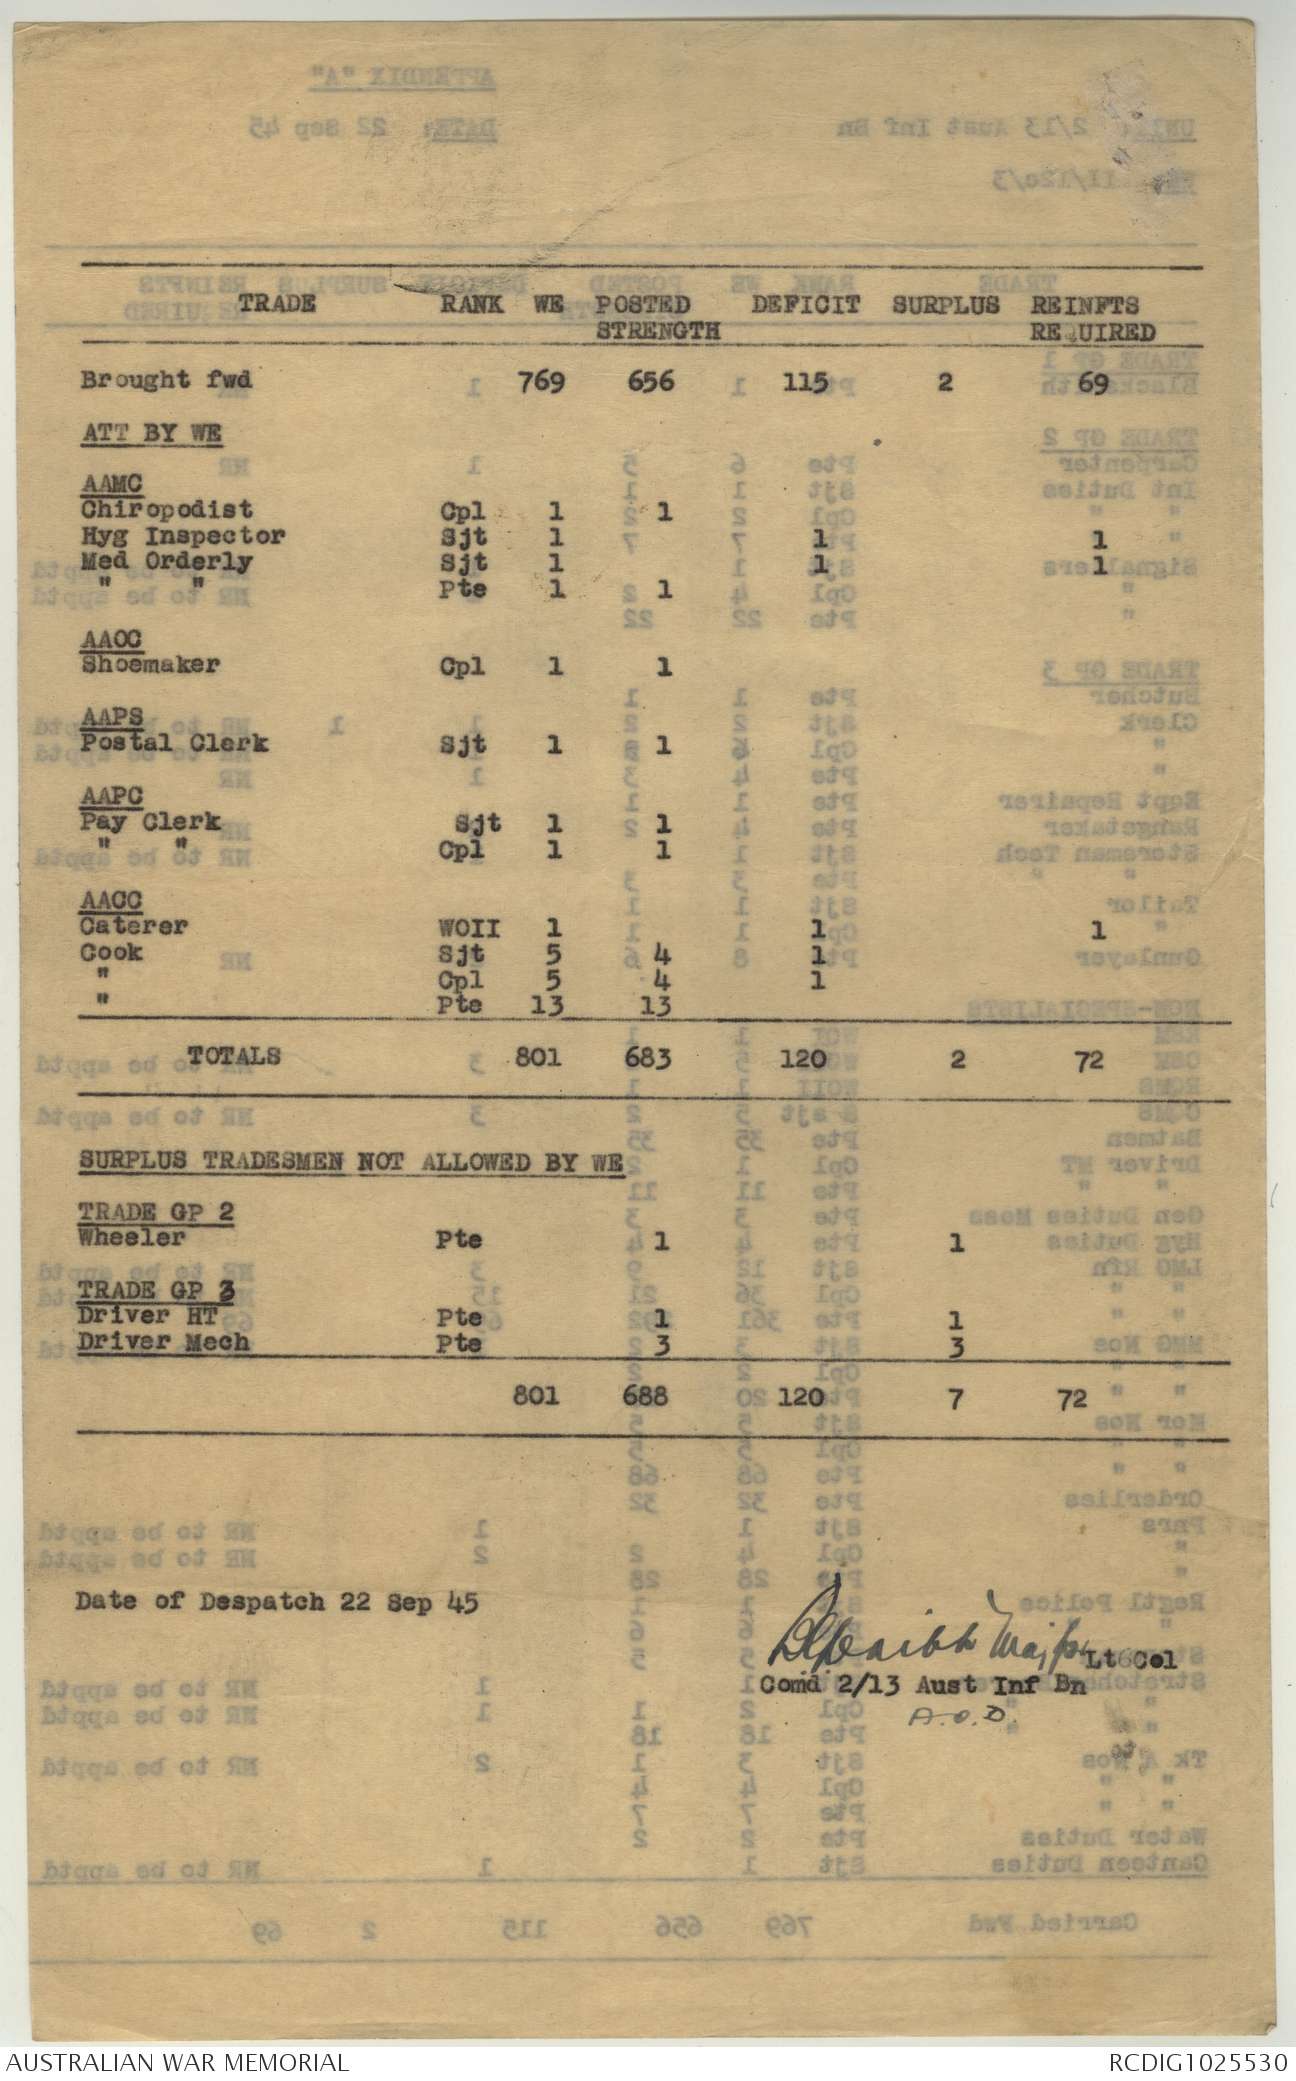 TRADE RANK WE POSTED DEFICIT SURPLUS REINFTS
STRENGTH REQUIRED
Brought fwd 769 656 115 2 69
ATT BY WE
AAMC
Chiropodist Cpl 1 1
Hyg Inspector Sjt 1 1 1
Med Orderly Sjt 1 1 1
" " Pte 1 1
AAOC
Shoemaker Cpl 1 1
AAPS
Postal Clerk Sjt 1 1
AAPC
Pay Clerk Sjt 1 1
" " Cpl 1 1
AACC
Caterer WOII 1 1 1
Cook Sjt 5 4 1
" Cpl 5 4 1
" Pte 13 13
TOTALS 801 683 120 2 72
SURPLUS TRADESMEN NOT ALLOWED BY WE
TRADE GP 2
Wheeler Pte 1 1
TRADE GP 3
Driver HT Pte 1 1
Driver Mech Pte 3 3
801 688 120 7 72
Date of Despatch 22 Sep 45
Maj for Lt Col
Comd 2/13 Aust Inf Bn
A.O.D.
AUSTRALIAN WAR MEMORIAL RCDIG1025530